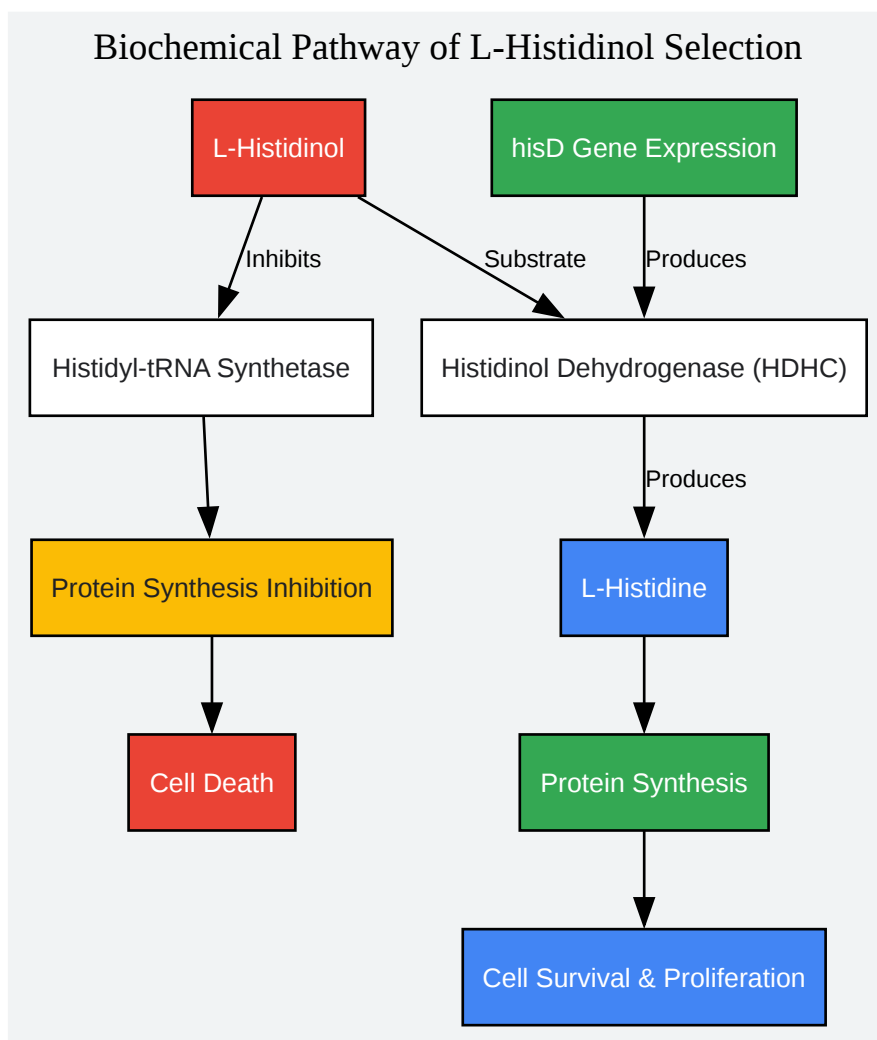 Biochemical Pathway of L-Histidinol Selection
L-Histidinol
hisD Gene Expression
Inhibits
Substrate
Produces
Histidyl-tRNA Synthetase
Histidinol Dehydrogenase (HDHC)
Produces
Protein Synthesis Inhibition
L-Histidine
Cell Death
Protein Synthesis
Cell Survival & Proliferation